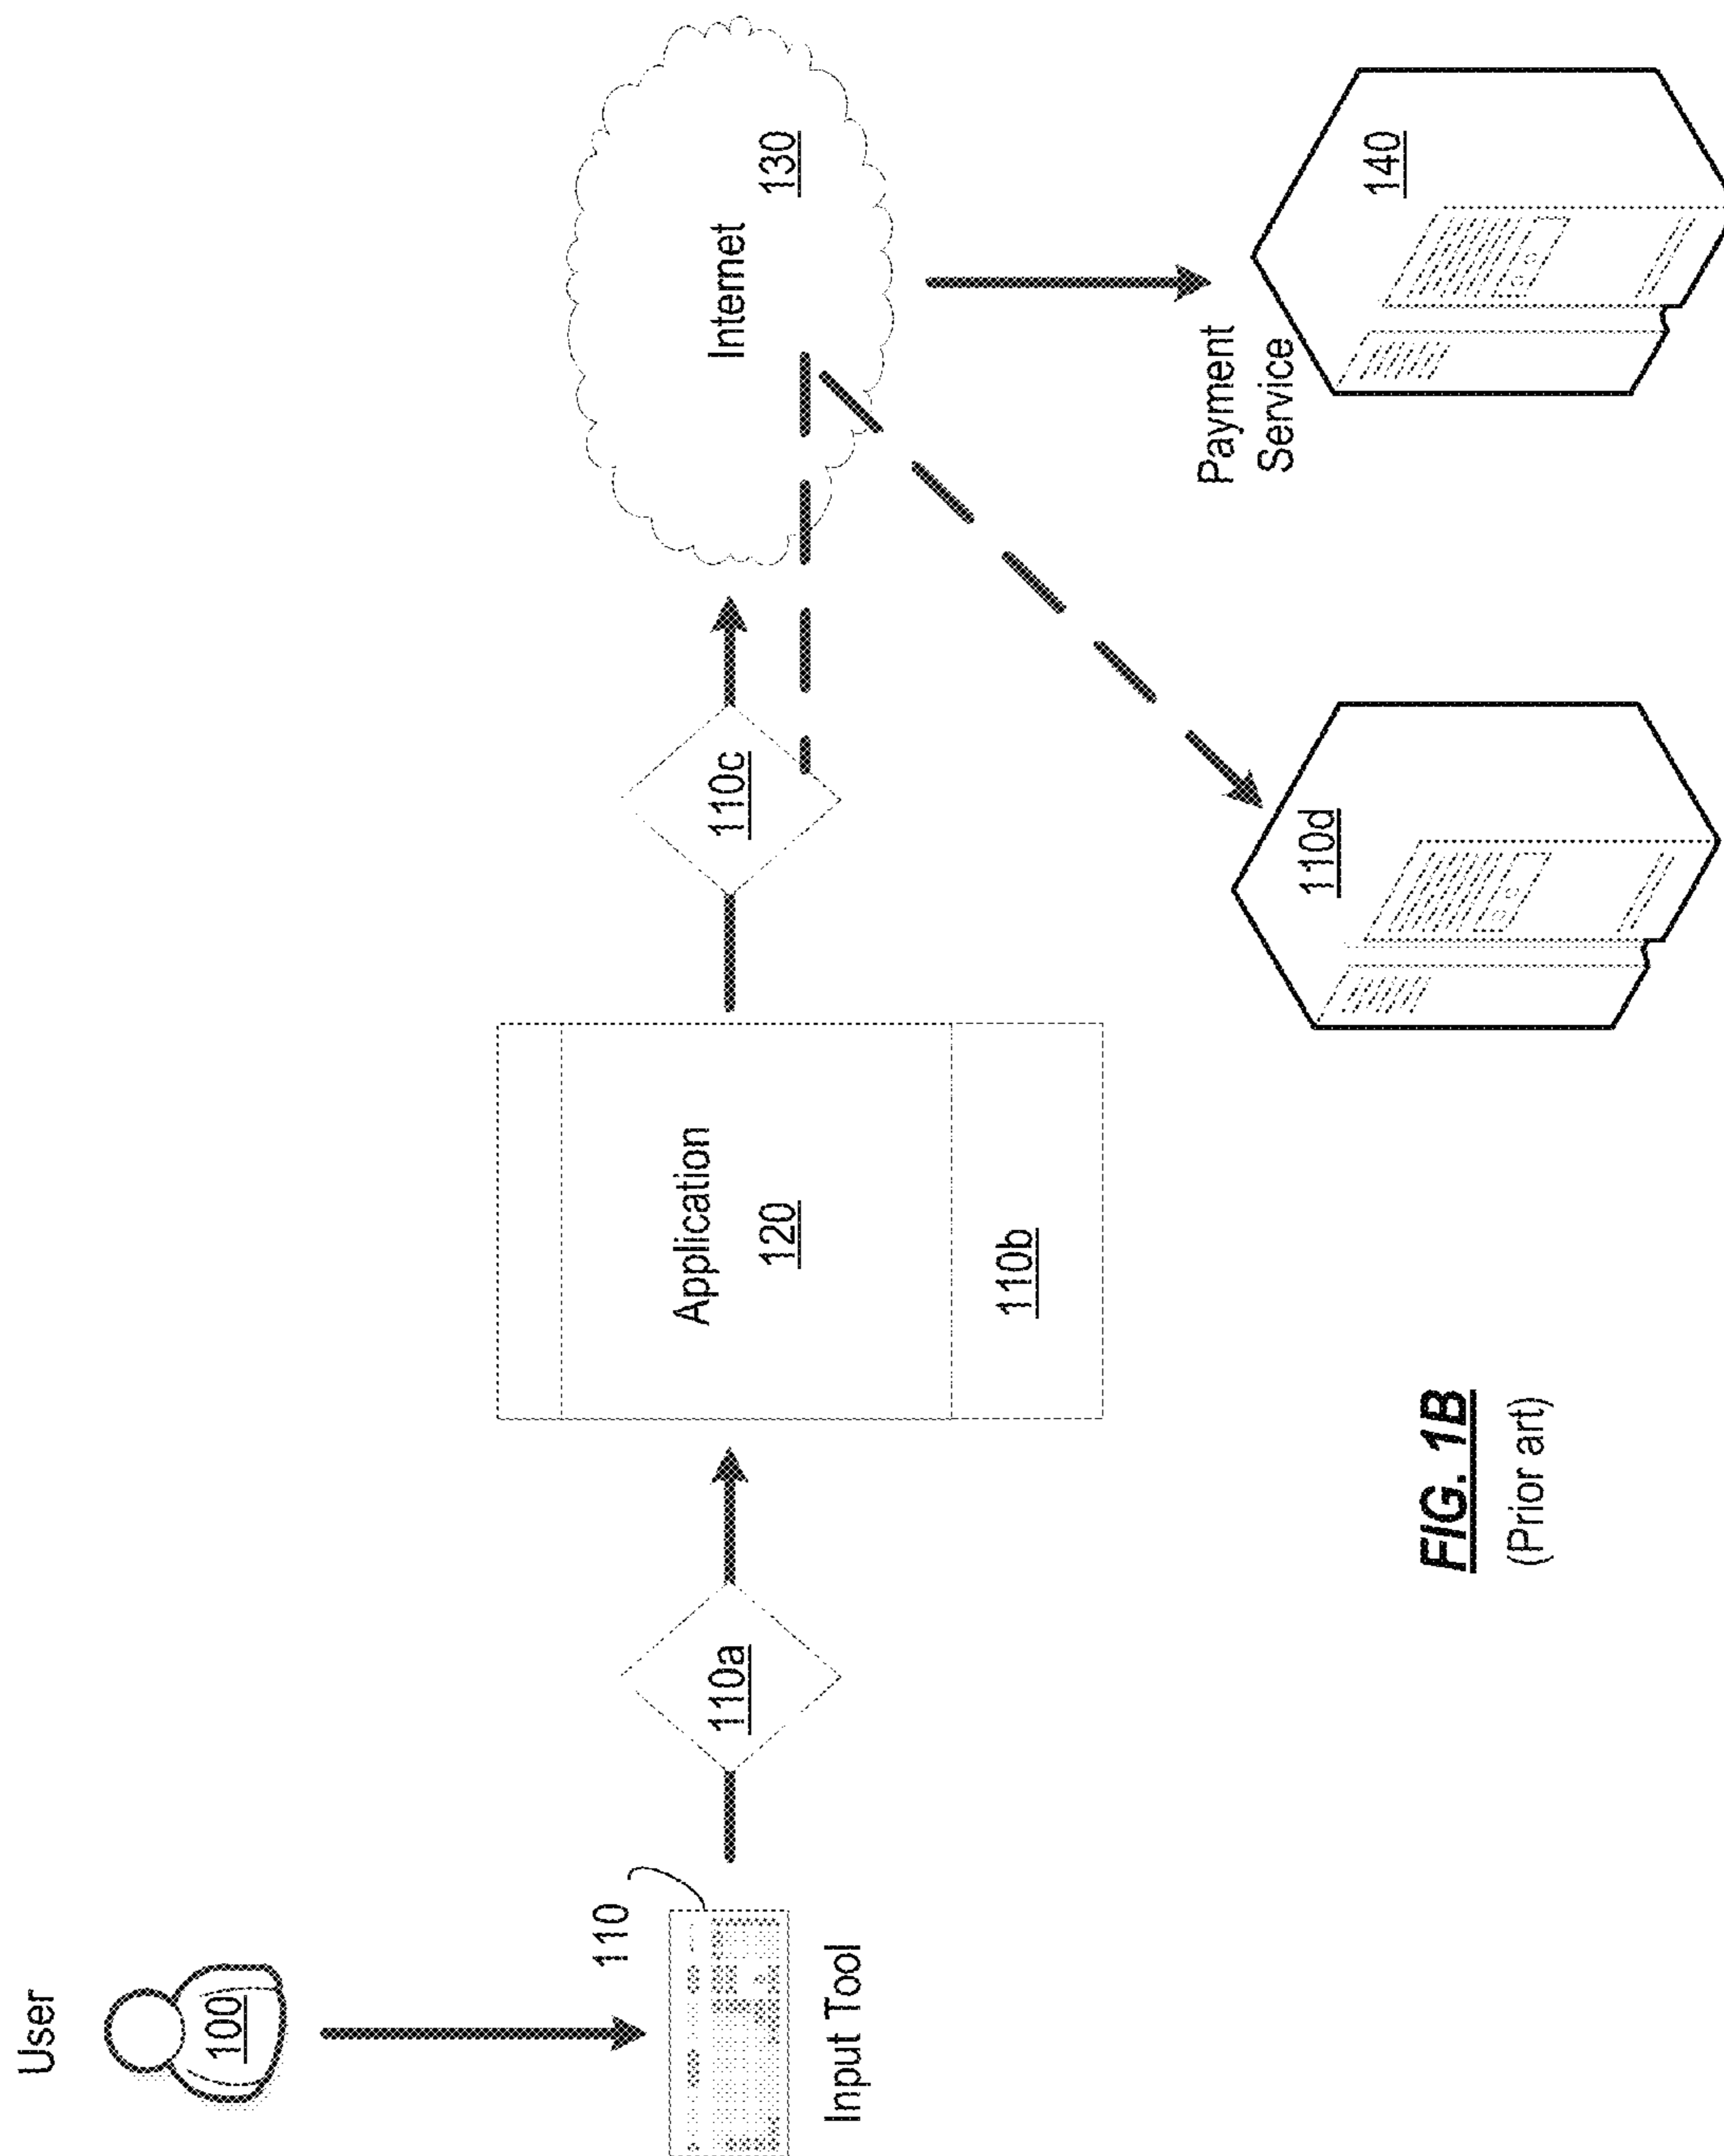 User
100
110
Input Tool
110a
Application
120
110b
110c
Internet
130
110d
Payment
Service
140
FIG. 1B
(Prior art)